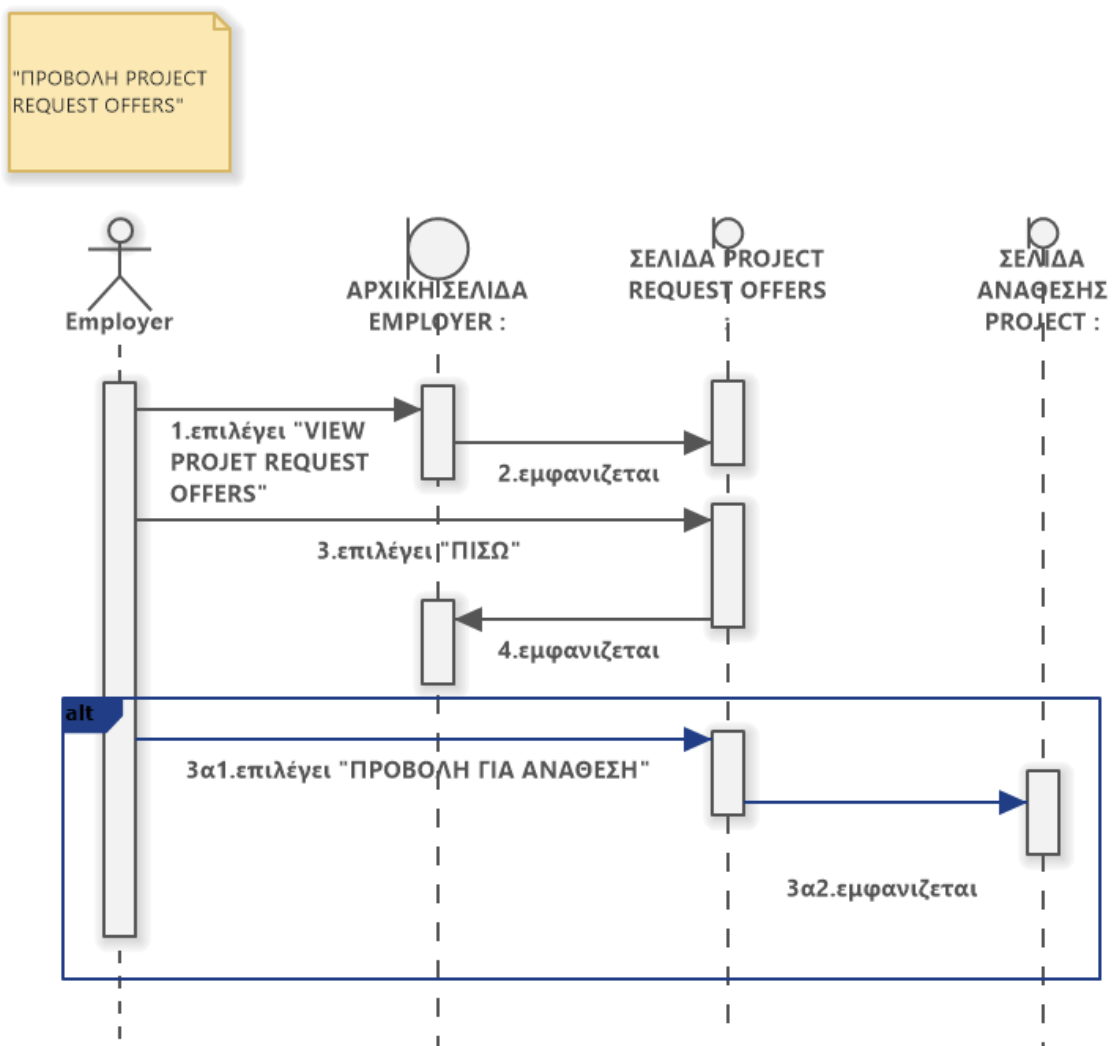 "ΠΡΟΒΟΛΗ PROJECT
REQUEST OFFERS"
Employer
ΑΡΧΙΚΗ ΣΕΛΙΔΑ
EMPLOYER :
ΣΕΛΙΔΑ PROJECT
REQUEST OFFERS
:
ΣΕΛΙΔΑ
ΑΝΑΘΕΣΗΣ
PROJECT :
1.επιλέγει "VIEW
PROJET REQUEST
OFFERS"
2.εμφανιζεται
3.επιλέγει "ΠΙΣΩ"
4.εμφανιζεται
alt
3α1.επιλέγει "ΠΡΟΒΟΛΗ ΓΙΑ ΑΝΑΘΕΣΗ"
3α2.εμφανιζεται